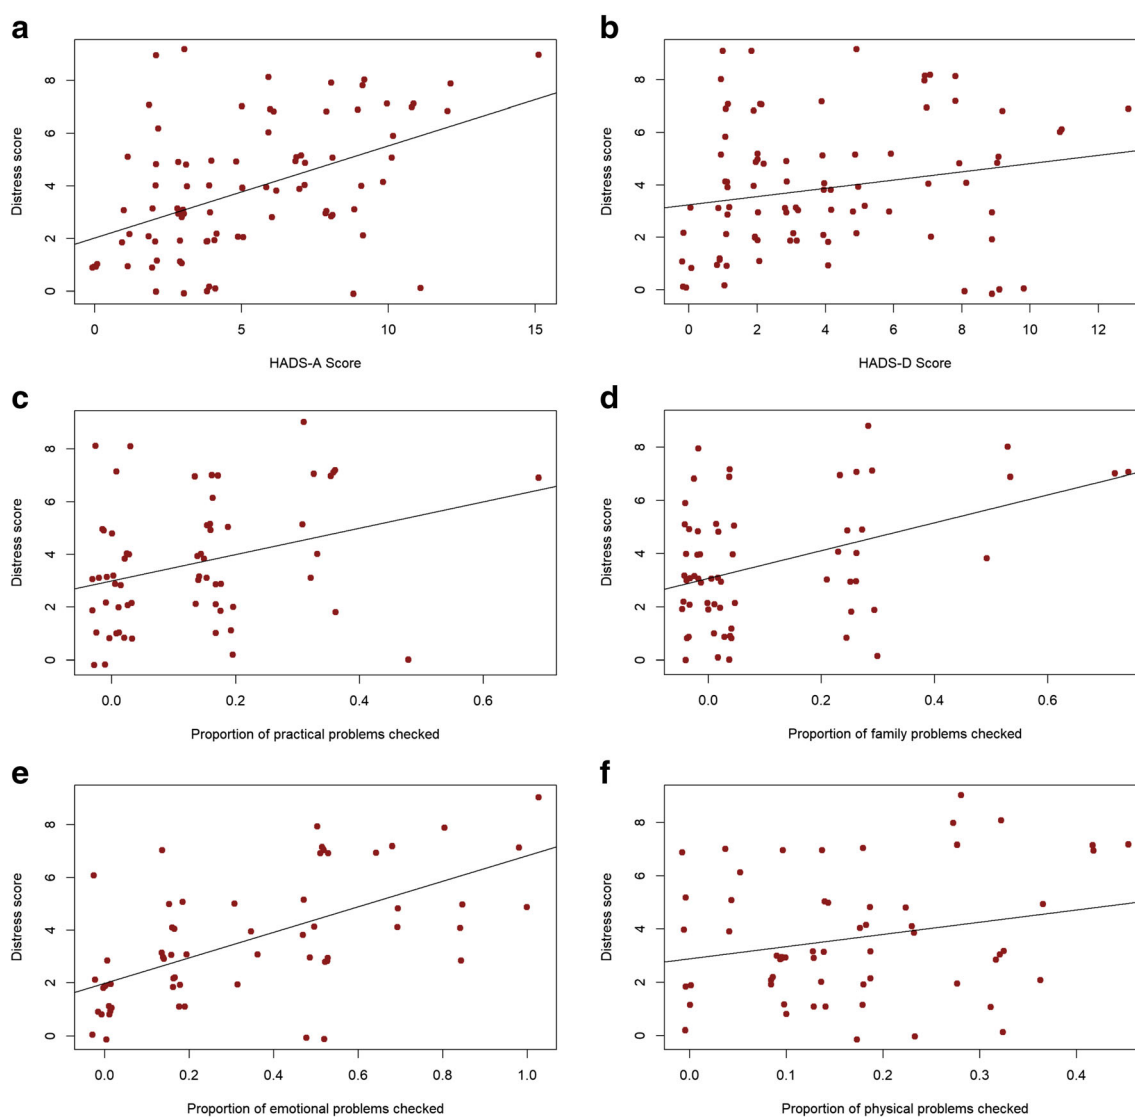 a
b
Distress score
0 2 4 6 8
0 5 10 15
HADS-A Score
Distress score
0 2 4 6 8
0 2 4 6 8 10 12
HADS-D Score
c
d
Distress score
0 2 4 6 8
0.0 0.2 0.4 0.6
Proportion of practical problems checked
Distress score
0 2 4 6 8
0.0 0.2 0.4 0.6
Proportion of family problems checked
e
f
Distress score
0 2 4 6 8
0.0 0.2 0.4 0.6 0.8 1.0
Proportion of emotional problems checked
Distress score
0 2 4 6 8
0.0 0.1 0.2 0.3 0.4
Proportion of physical problems checked